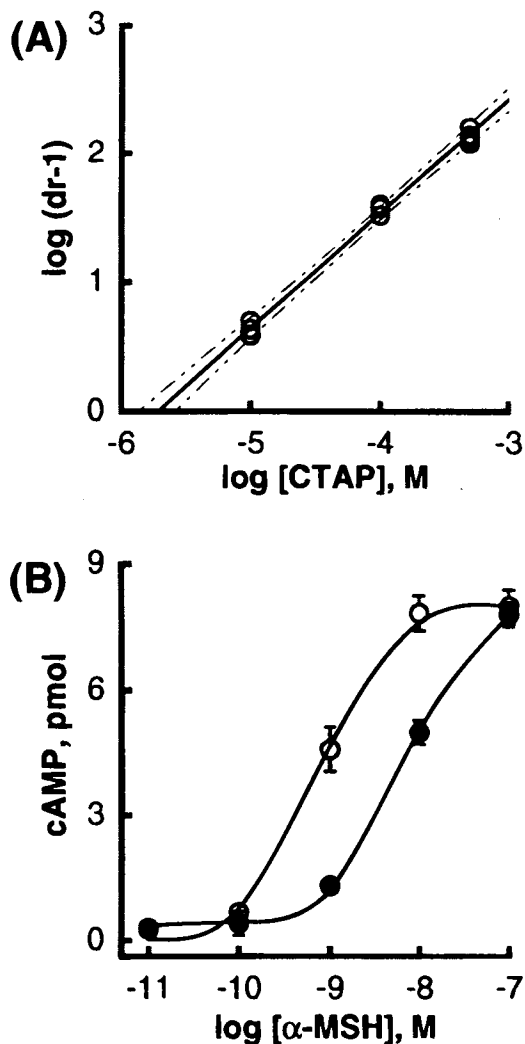 (A)
3
2
1
0
log (dr-1)
-6 -5 -4 -3
log [CTAP], M
(B)
9
6
3
0
cAMP, pmol
-11 -10 -9 -8 -7
log [α-MSH], M